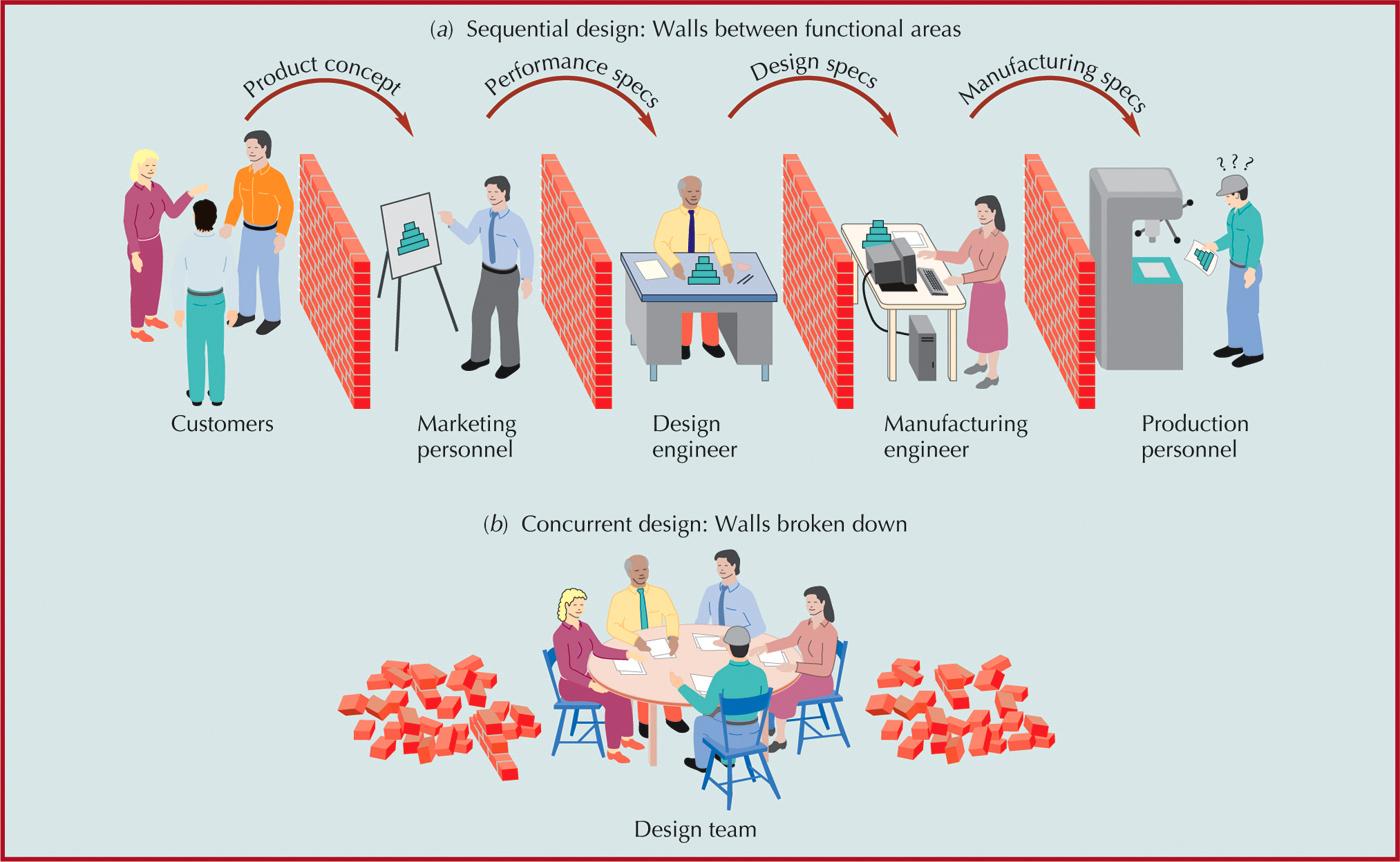 (a) Sequential design: Walls between functional areas
Product concept
Performance specs
Design specs
Manufacturing specs
? ? ?
Customers
Marketing
personnel
Design
engineer
Manufacturing
engineer
Production
personnel
(b) Concurrent design: Walls broken down
Design team